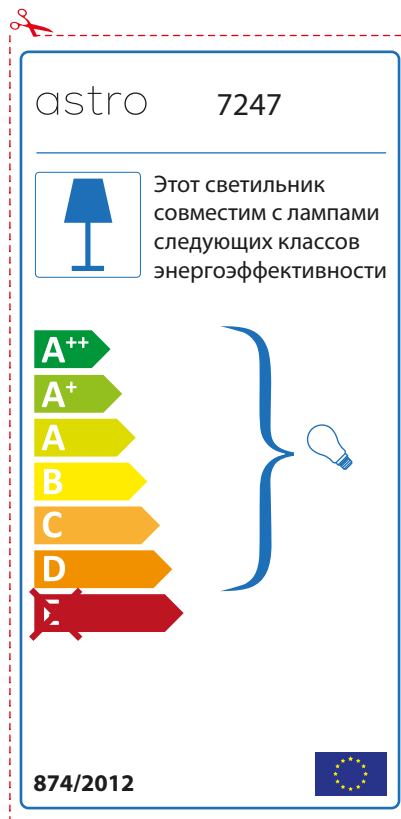 astro 7247
Этот светильник
совместим с лампами
следующих классов
энергоэффективности
A++
A+
A
B
C
D
E
874/2012